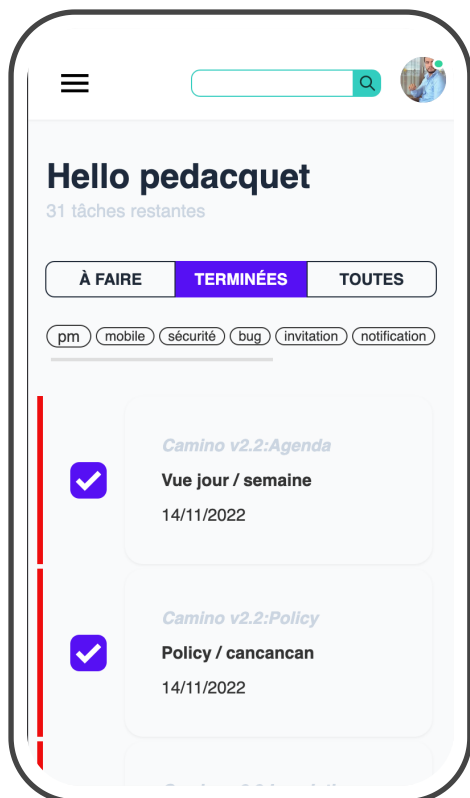 Hello pedacquet
31 tâches restantes
À FAIRE TERMINÉES TOUTES
pm mobile sécurité bug invitation notification
Camino v2.2:Agenda
Vue jour / semaine
14/11/2022
Camino v2.2:Policy
Policy / cancancan
14/11/2022